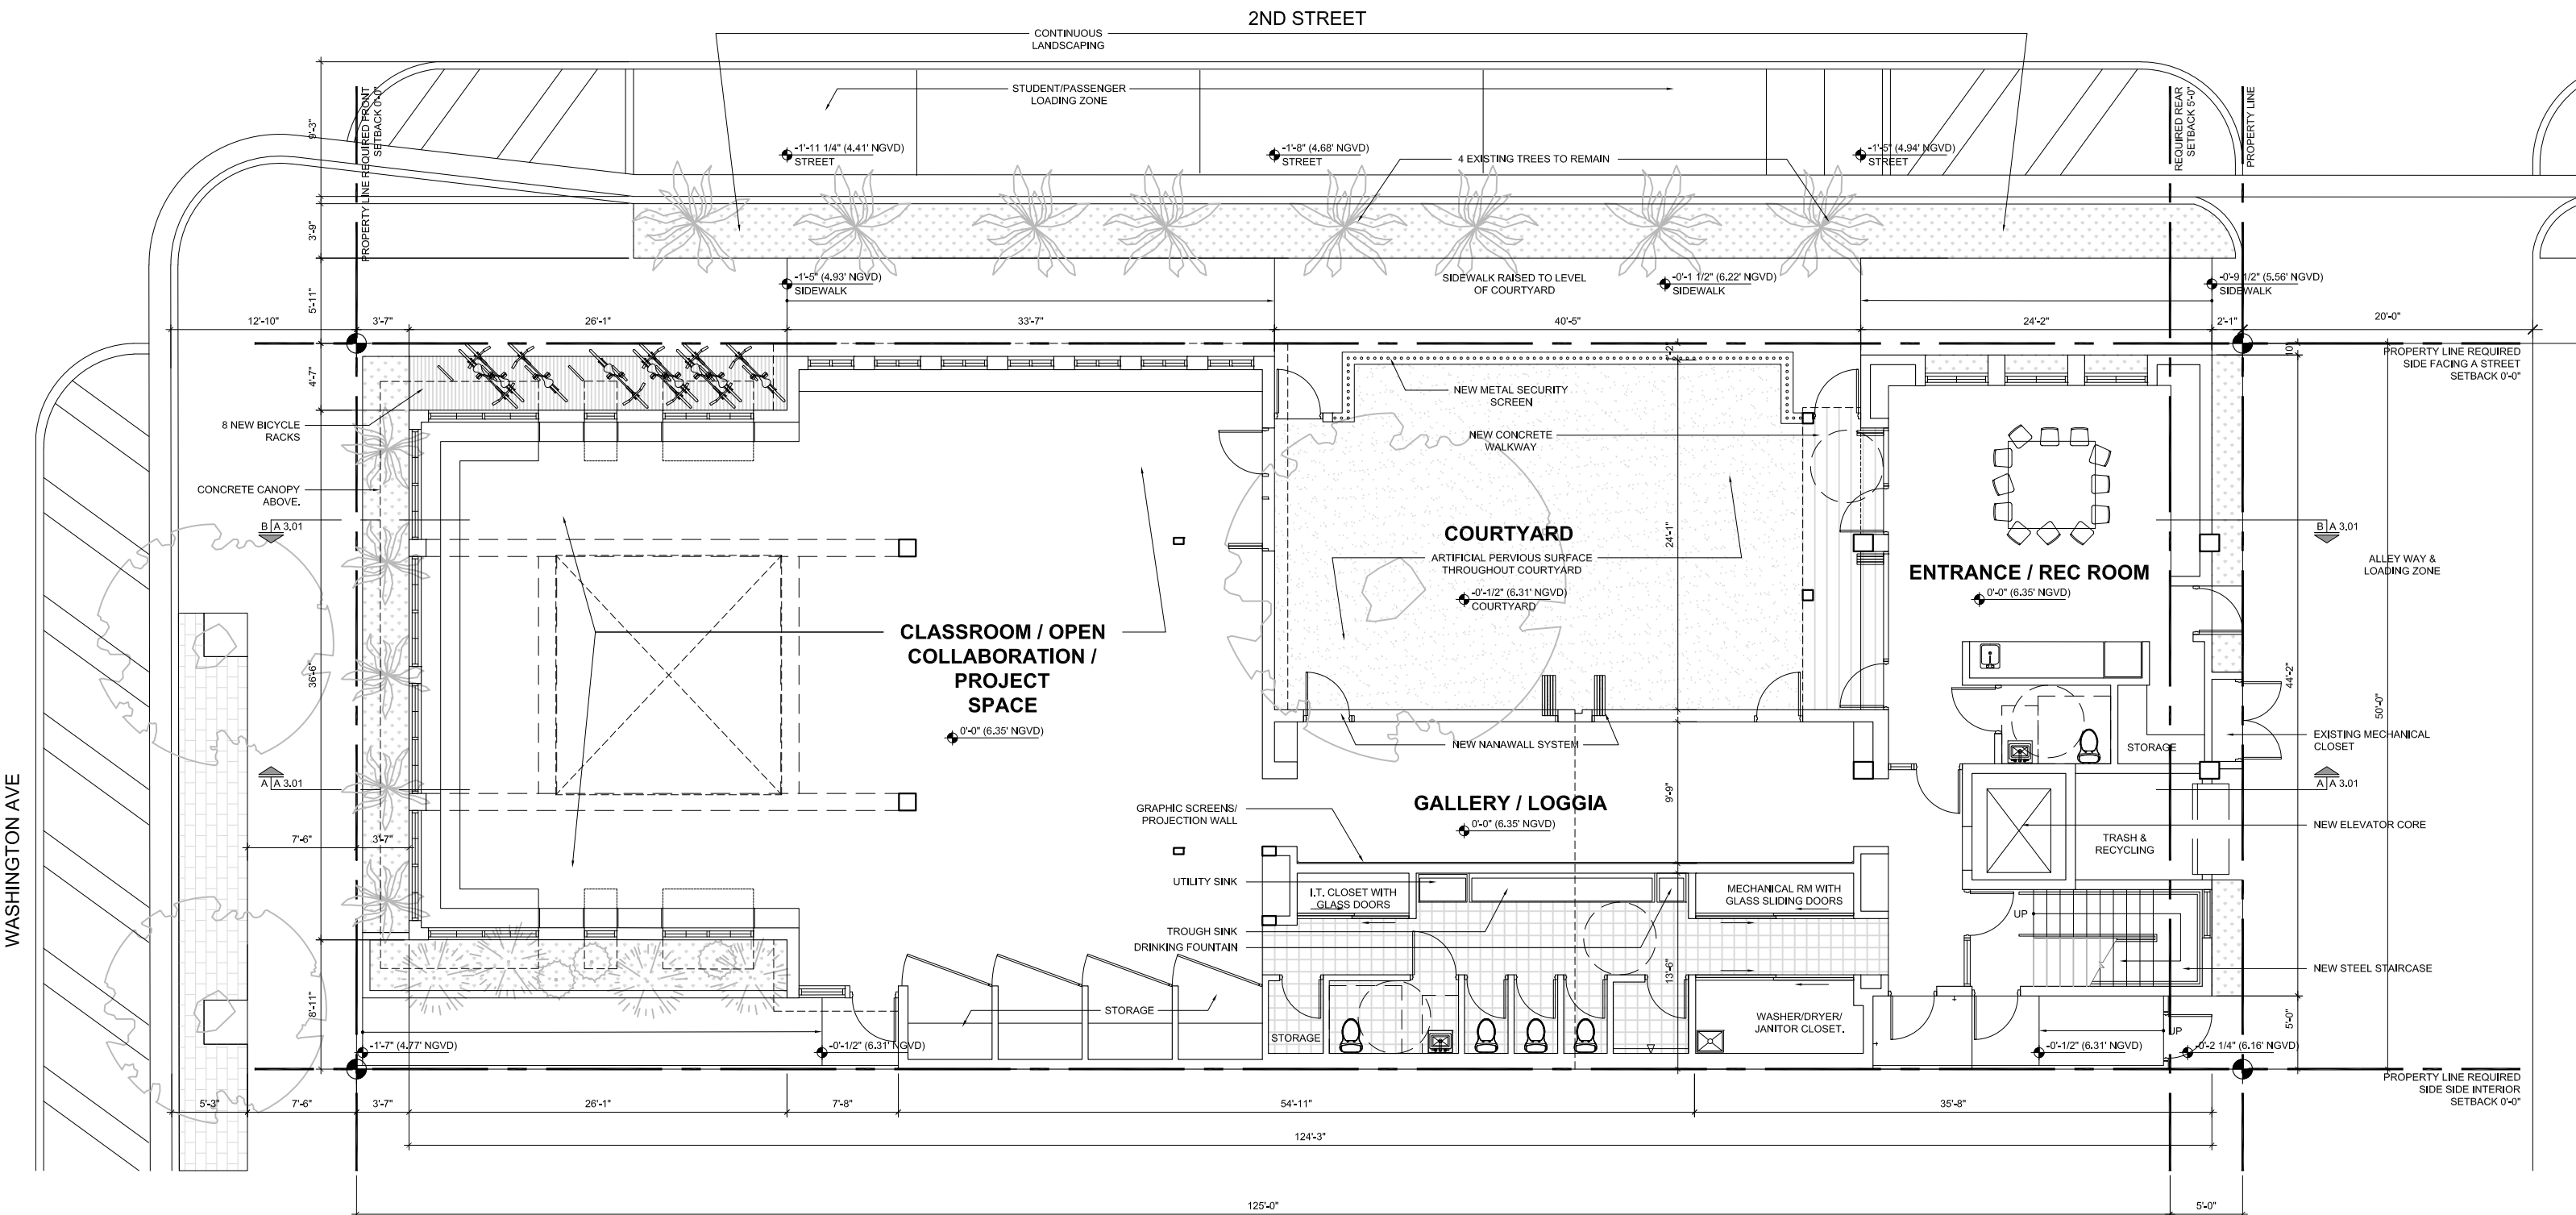 2ND STREET
CONTINUOUS
LANDSCAPING
STUDENT/PASSENGER
LOADING ZONE
PROPERTY LINE REQUIRED FRONT
SETBACK 0'-0"
REQUIRED REAR
SETBACK 5'-0"
PROPERTY LINE
9'-3"
-1'-11 1/4" (4.41' NGVD)
STREET
-1'-8" (4.68' NGVD)
STREET
4 EXISTING TREES TO REMAIN
-1'-5" (4.94' NGVD)
STREET
3'-9"
5'-11"
-1'-5" (4.93' NGVD)
SIDEWALK
SIDEWALK RAISED TO LEVEL
OF COURTYARD
-0'-1 1/2" (6.22' NGVD)
SIDEWALK
-0'-9 1/2" (5.56' NGVD)
SIDEWALK
12'-10"
3'-7"
26'-1"
33'-7"
40'-5"
24'-2"
2'-1"
20'-0"
1'-2"
10"
PROPERTY LINE REQUIRED
SIDE FACING A STREET
SETBACK 0'-0"
4'-7"
NEW METAL SECURITY
SCREEN
8 NEW BICYCLE
RACKS
NEW CONCRETE
WALKWAY
CONCRETE CANOPY
ABOVE.
B A 3.01
COURTYARD
24'-1"
ARTIFICIAL PERVIOUS SURFACE
THROUGHOUT COURTYARD
-0'-1/2" (6.31' NGVD)
COURTYARD
ENTRANCE / REC ROOM
0'-0" (6.35' NGVD)
B A 3.01
ALLEY WAY &
LOADING ZONE
CLASSROOM / OPEN
COLLABORATION /
PROJECT
SPACE
0'-0" (6.35' NGVD)
36'-6"
44'-2"
50'-0"
NEW NANAWALL SYSTEM
STORAGE
EXISTING MECHANICAL
CLOSET
A A 3.01
A A 3.01
WASHINGTON AVE
GRAPHIC SCREENS/
PROJECTION WALL
GALLERY / LOGGIA
0'-0" (6.35' NGVD)
9'-9"
NEW ELEVATOR CORE
TRASH &
RECYCLING
7'-6"
3'-7"
UTILITY SINK
I.T. CLOSET WITH
GLASS DOORS
MECHANICAL RM WITH
GLASS SLIDING DOORS
UP
TROUGH SINK
DRINKING FOUNTAIN
13'-6"
NEW STEEL STAIRCASE
8'-11"
STORAGE
STORAGE
WASHER/DRYER/
JANITOR CLOSET.
5'-0"
UP
-1'-7" (4.77' NGVD)
-0'-1/2" (6.31' NGVD)
-0'-1/2" (6.31' NGVD)
-0'-2 1/4" (6.16' NGVD)
PROPERTY LINE REQUIRED
SIDE SIDE INTERIOR
SETBACK 0'-0"
5'-3"
7'-6"
3'-7"
26'-1"
7'-8"
54'-11"
35'-8"
124'-3"
125'-0"
5'-0"